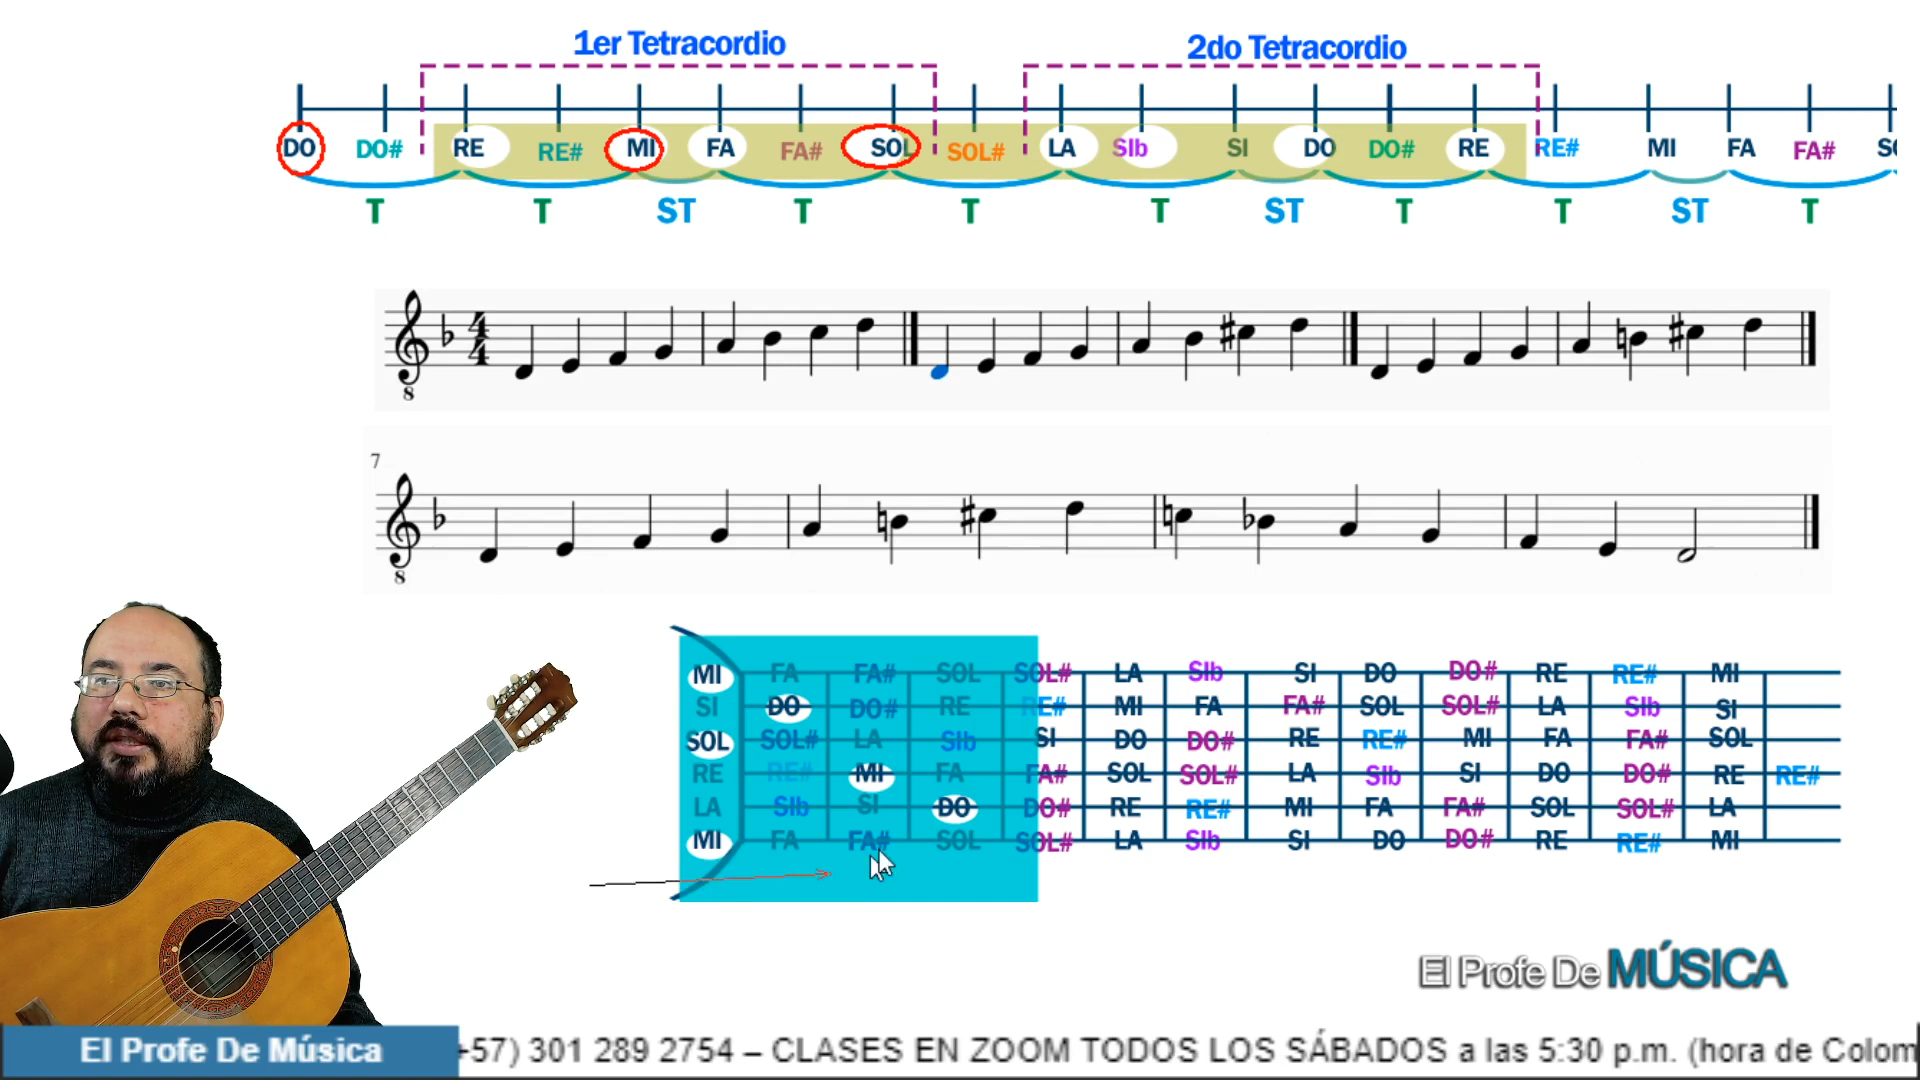 1er Tetracordio 2do Tetracordio
DO DO# RE RE# MI FA FA# SOL SOL# LA SIb SI DO DO# RE RE# MI FA FA#
T T ST T T T ST T T ST T
4
4
8
7
8
MI FA FA# SOL SOL# LA SIb SI DO DO# RE RE# MI
SI DO DO# RE RE# MI FA FA# SOL SOL# LA SIb SI
SOL SOL# LA SIb SI DO DO# RE RE# MI FA FA# SOL
RE RE# MI FA FA# SOL SOL# LA SIb SI DO DO# RE RE#
LA SIb SI DO DO# RE RE# MI FA FA# SOL SOL# LA
MI FA FA# SOL SOL# LA SIb SI DO DO# RE RE# MI
El Profe De MÚSICA
El Profe De Música +57) 301 289 2754 – CLASES EN ZOOM TODOS LOS SÁBADOS a las 5:30 p.m. (hora de Colom